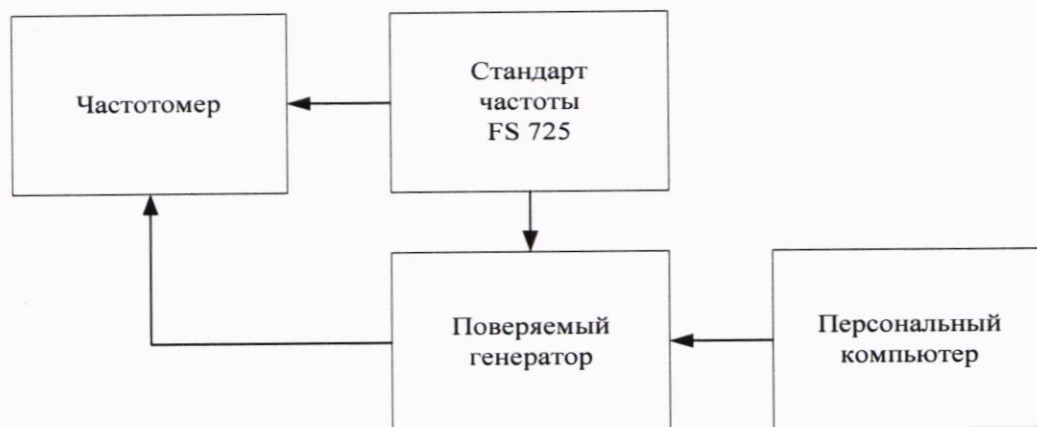 Частотомер
Стандарт
частоты
FS 725
Поверяемый
генератор
Персональный
компьютер